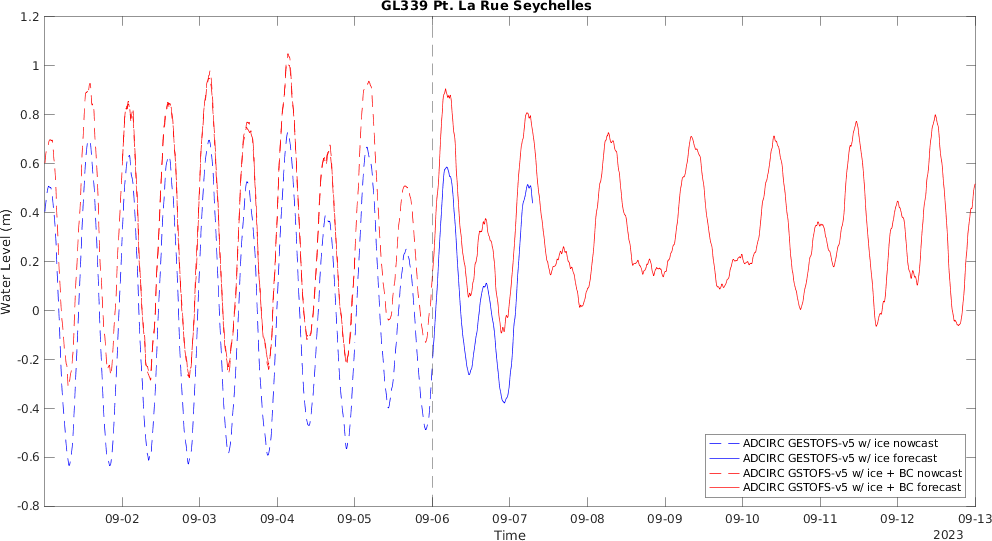 GL339 Pt. La Rue Seychelles
1.2
1
0.8
0.6
0.4
0.2
0
-0.2
-0.4
-0.6
-0.8
Water Level (m)
ADCIRC GESTOFS-v5 w/ ice nowcast
ADCIRC GESTOFS-v5 w/ ice forecast
ADCIRC GSTOFS-v5 w/ ice + BC nowcast
ADCIRC GSTOFS-v5 w/ ice + BC forecast
09-02 09-03 09-04 09-05 09-06 09-07 09-08 09-09 09-10 09-11 09-12 09-13
Time
2023